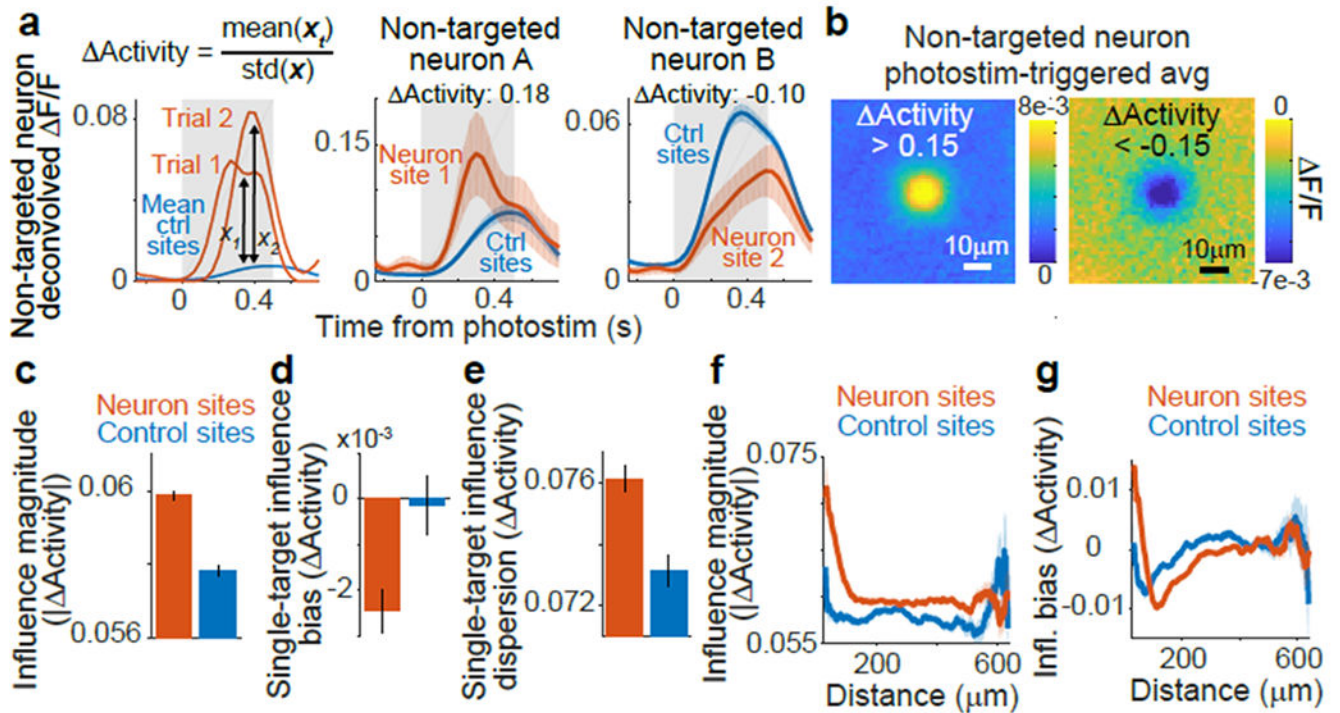 a
ΔActivity = mean(xt)
std(x)
Non-targeted
neuron A
ΔActivity: 0.18
Non-targeted
neuron B
ΔActivity: -0.10
Non-targeted neuron
deconvolved ΔF/F
0.08
0
Trial 2
Trial 1
Mean
ctrl
sites
x1
x2
0
0.4
0.15
0
Neuron
site 1
Ctrl
sites
0
0.4
0.06
0
Ctrl
sites
Neuron
site 2
0
0.4
Time from photostim (s)
b
Non-targeted neuron
photostim-triggered avg
ΔActivity
> 0.15
10μm
8e-3
0
ΔActivity
< -0.15
10μm
0
-7e-3
ΔF/F
c
Neuron sites
Control sites
Influence magnitude
(|ΔActivity|)
0.06
0.056
d
Single-target influence
bias (ΔActivity)
x10-3
0
-2
e
Single-target influence
dispersion (ΔActivity)
0.076
0.072
f
Neuron sites
Control sites
Influence magnitude
(|ΔActivity|)
0.075
0.055
200
600
Distance (μm)
g
Neuron sites
Control sites
Infl. bias (ΔActivity)
0.01
0
-0.01
200
600
Distance (μm)